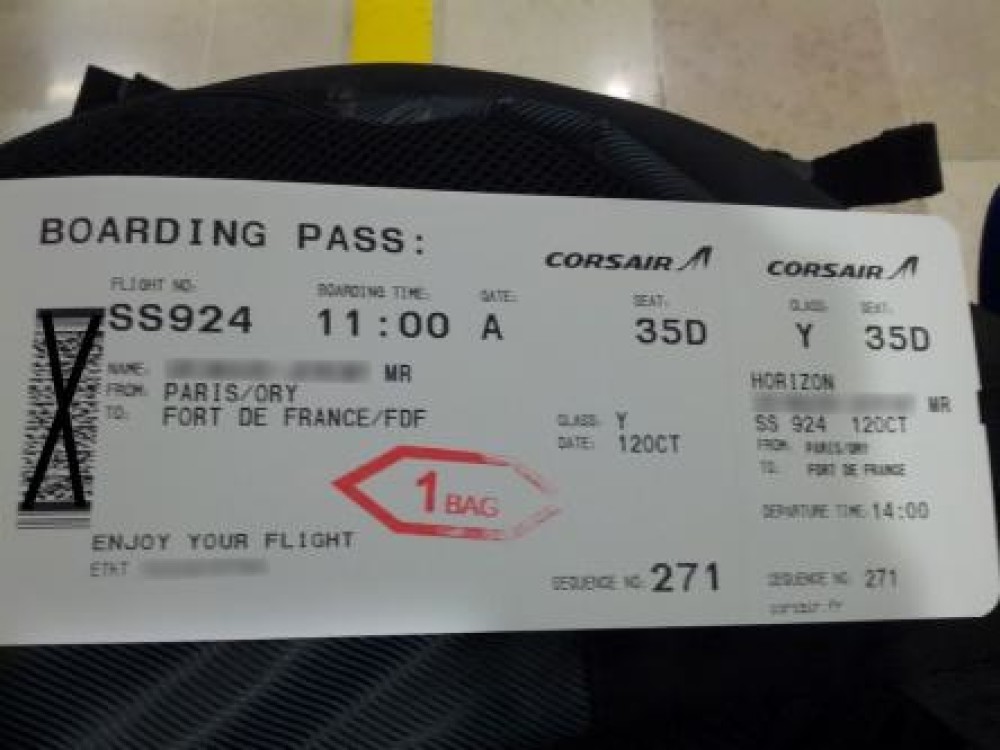 BOARDING PASS:
CORSAIR
FLIGHT NO. BOARDING TIME: GATE: SEAT:
SS924 11:00 A 35D
NAME: MR
FROM: PARIS/ORY
TO: FORT DE FRANCE/FDF
CLASS: Y
DATE: 12OCT
1 BAG
ENJOY YOUR FLIGHT
ETKT
SEQUENCE NO. 271
CORSAIR
CLASS: SEAT:
Y 35D
HORIZON
MR
SS 924 12OCT
FROM: PARIS/ORY
TO: FORT DE FRANCE
DEPARTURE TIME: 14:00
SEQUENCE NO 271
corsair.fr